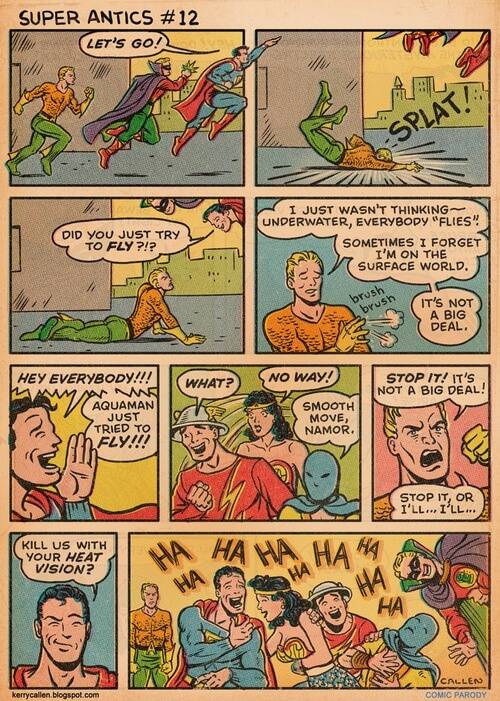 SUPER ANTICS #12
LET'S GO!
SPLAT!
DID YOU JUST TRY
TO FLY?!?
I JUST WASN'T THINKING~
UNDERWATER, EVERYBODY "FLIES".
SOMETIMES I FORGET
I'M ON THE
SURFACE WORLD.
brush
brush
IT'S NOT
A BIG
DEAL.
HEY EVERYBODY!!!
AQUAMAN
JUST
TRIED TO
FLY!!!
WHAT?
NO WAY!
SMOOTH
MOVE,
NAMOR.
STOP IT! IT'S
NOT A BIG DEAL!
STOP IT, OR
I'LL... I'LL...
KILL US WITH
YOUR HEAT
VISION?
HA HA HA HA HA
HA HA HA
HA
CALLEN
kerrycallen.blogspot.com
COMIC PARODY